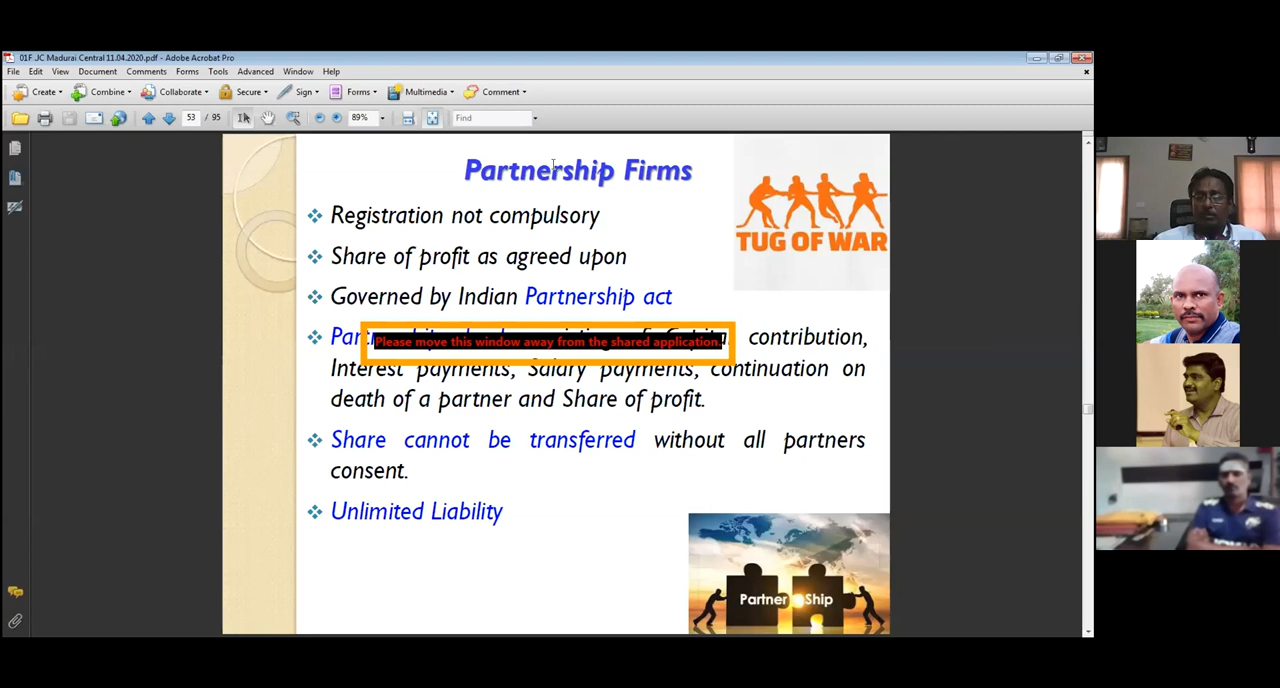 01F JC Madurai Central 11.04.2020.pdf - Adobe Acrobat Pro
File Edit View Document Comments Forms Tools Advanced Window Help
Create Combine Collaborate Secure Sign Forms Multimedia Comment
53 / 95 89% Find
Partnership Firms
TUG OF WAR
Registration not compulsory
Share of profit as agreed upon
Governed by Indian Partnership act
contribution,
Please move this window away from the shared application.
Interest payments, Salary payments, continuation on
death of a partner and Share of profit.
Share cannot be transferred without all partners
consent.
Unlimited Liability
Partner Ship